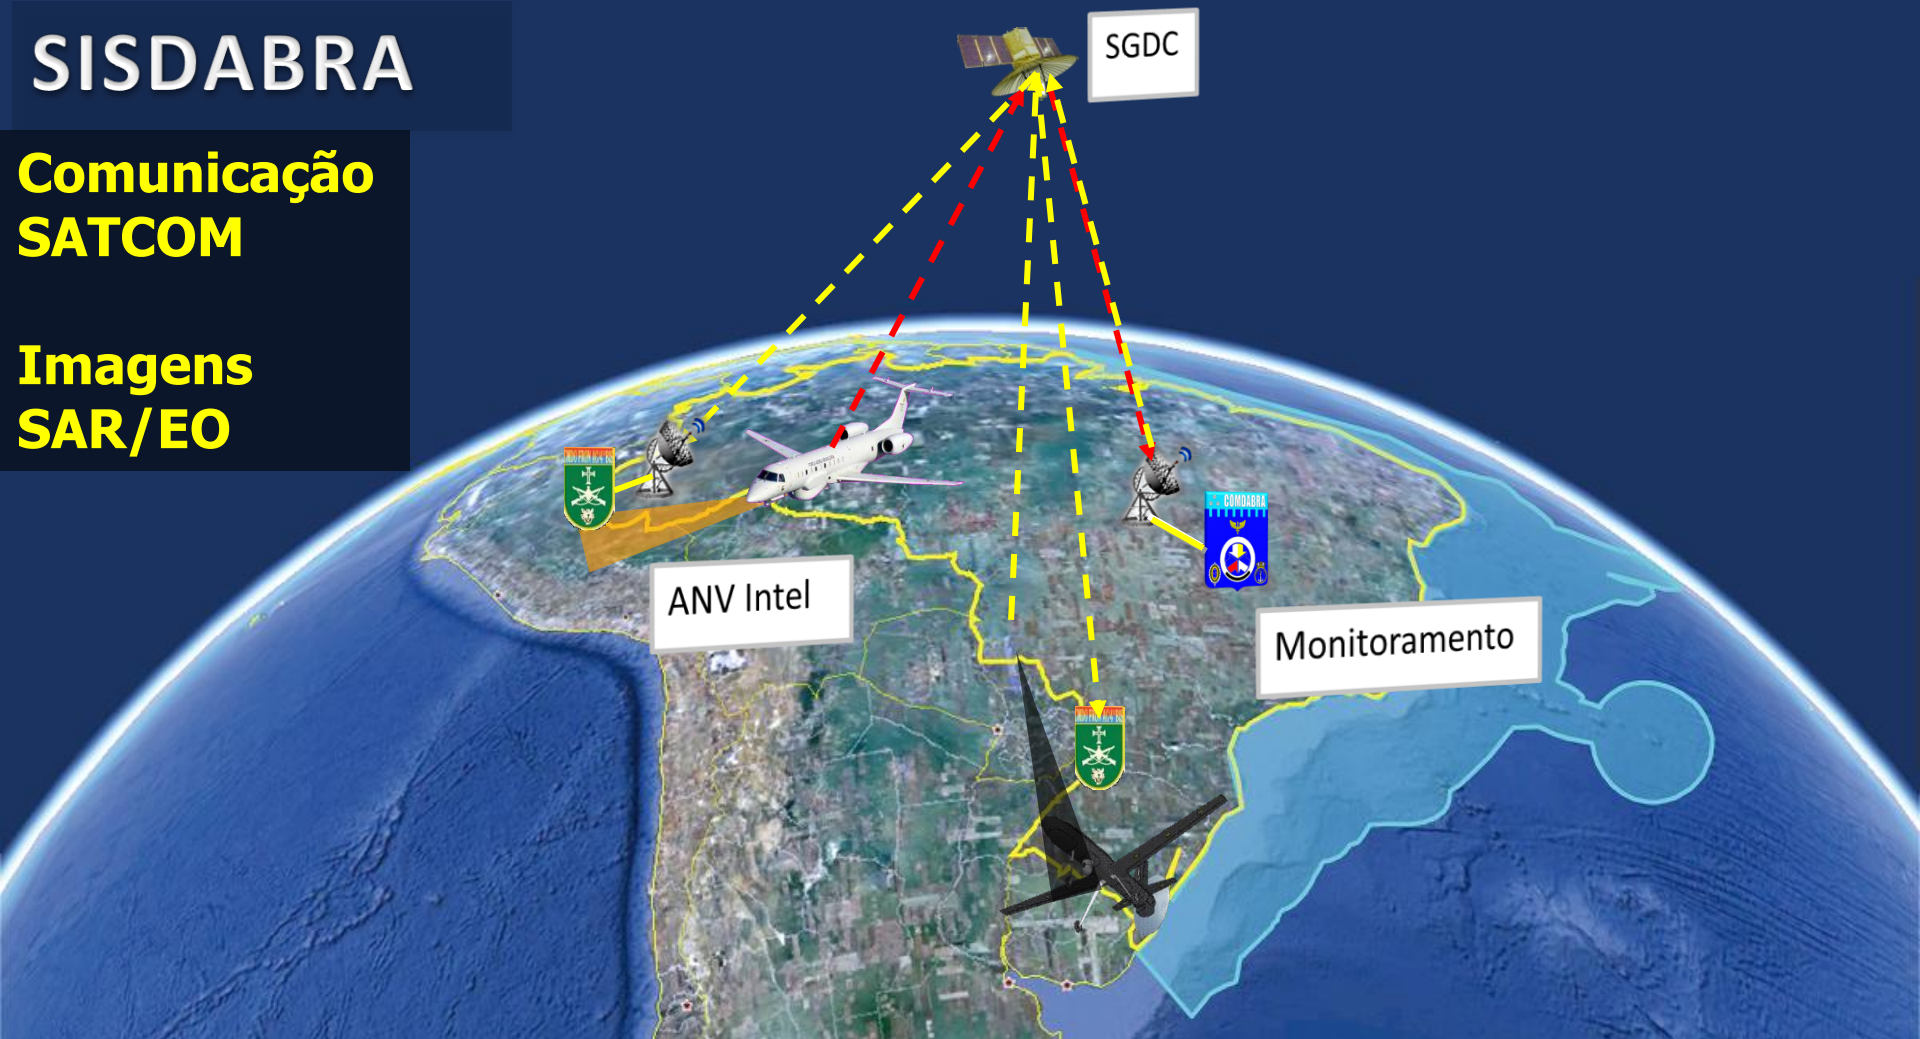 SISDABRA
SGDC
Comunicação
SATCOM
Imagens
SAR/EO
COMDABRA
ANV Intel
Monitoramento